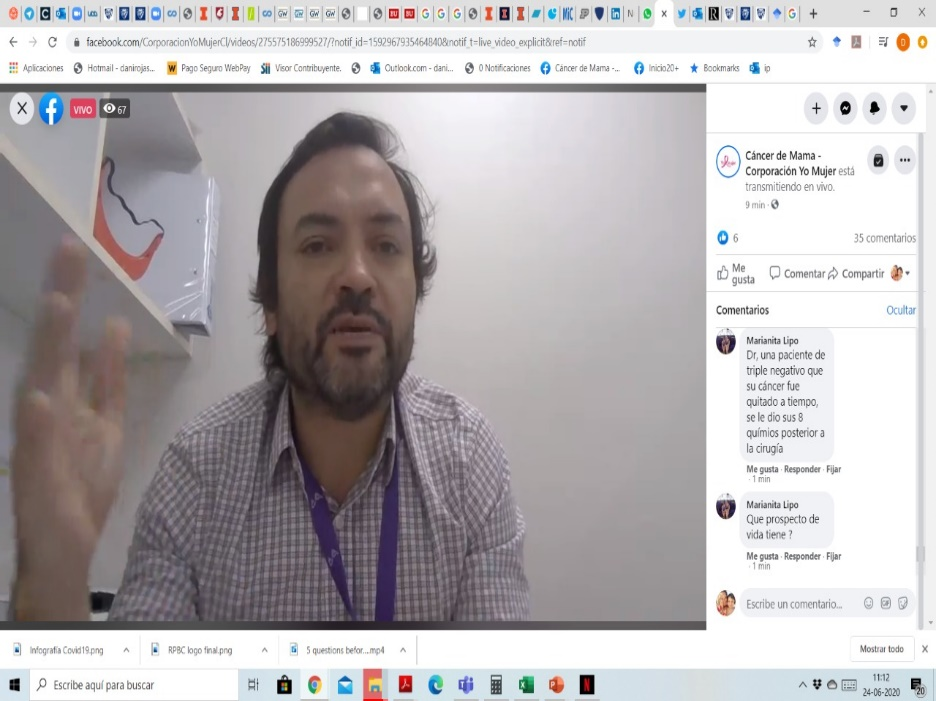 facebook.com/CorporacionYoMujerCl/videos/275575186999527/?notif_id=1592967935464840&notif_t=live_video_explicit&ref=notif
Aplicaciones
Hotmail - danirojas...
Pago Seguro WebPay
Visor Contribuyente.
Outlook.com - dani...
0 Notificaciones
Cáncer de Mama -...
Inicio20+
Bookmarks
ip
VIVO
67
Cáncer de Mama -
Corporación Yo Mujer está
transmitiendo en vivo.
9 min ·
6
35 comentarios
Me gusta
Comentar
Compartir
Comentarios
Ocultar
Marianita Lipo
Dr, una paciente de
triple negativo que
su cáncer fue
quitado a tiempo,
se le dio sus 8
químios posterior a
la cirugía
Me gusta · Responder · Fijar
· 1 min
Marianita Lipo
Que prospecto de
vida tiene ?
Me gusta · Responder · Fijar
· 1 min
Escribe un comentario...
Infografía Covid19.png
RPBC logo final.png
5 questions befor....mp4
Mostrar todo
Escribe aquí para buscar
11:12
24-06-2020
20